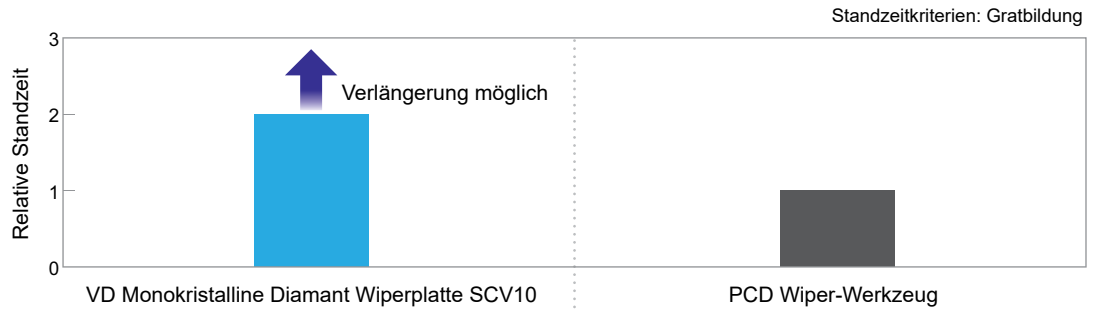 Standzeitkriterien: Gratbildung
Relative Standzeit
3
2
1
0
Verlängerung möglich
VD Monokristalline Diamant Wiperplatte SCV10
PCD Wiper-Werkzeug